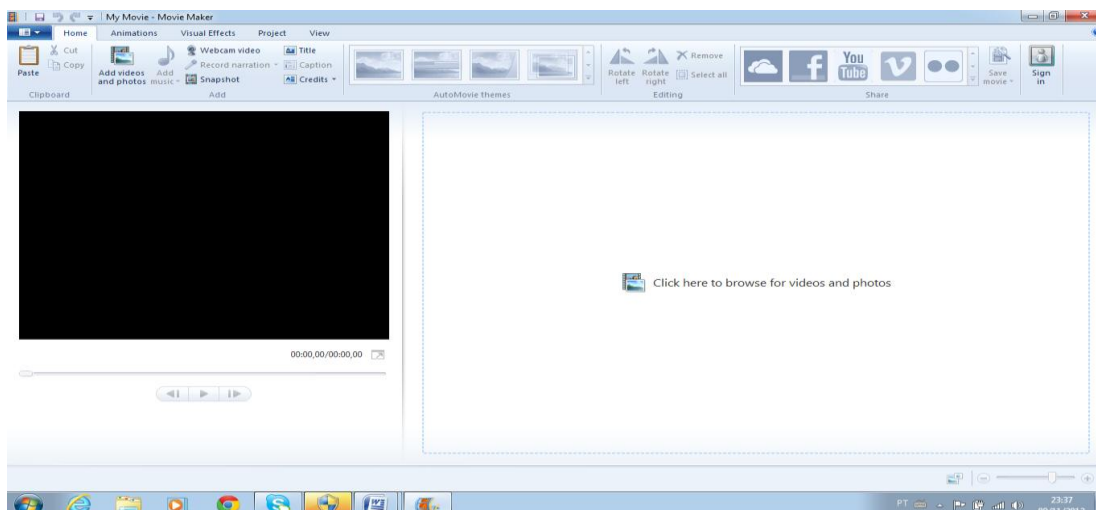 My Movie - Movie Maker
Home Animations Visual Effects Project View
Paste
Cut
Copy
Clipboard
Add videos and photos
Add music
Webcam video
Record narration
Snapshot
Title
Caption
Credits
Add
AutoMovie themes
Rotate left
Rotate right
Remove
Select all
Editing
You Tube
Share
Save movie
Sign in
00:00,00/00:00,00
Click here to browse for videos and photos
PT
23:37